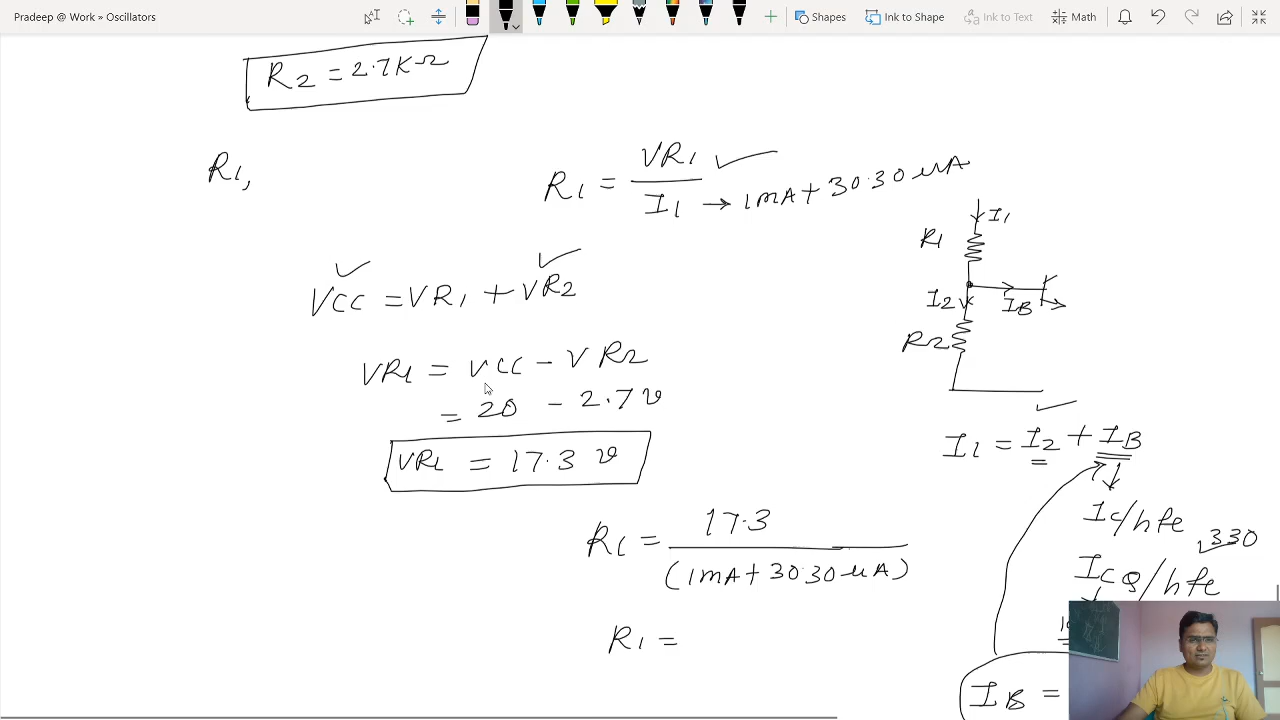 Pradeep @ Work » Oscillators
Shapes
Ink to Shape
Ink to Text
Math
R2 = 2.7KΩ
R1,
R1 = VR1 / I1 → 1mA + 30.30 uA
I1
R1
I2
IB
R2
VCC = VR1 + VR2
VR1 = VCC - VR2
= 20 - 2.7 v
VR1 = 17.3 v
I1 = I2 + IB
IC/hfe
330
ICQ/hfe
R1 = 17.3 / (1mA + 30.30 uA)
R1 =
IB =